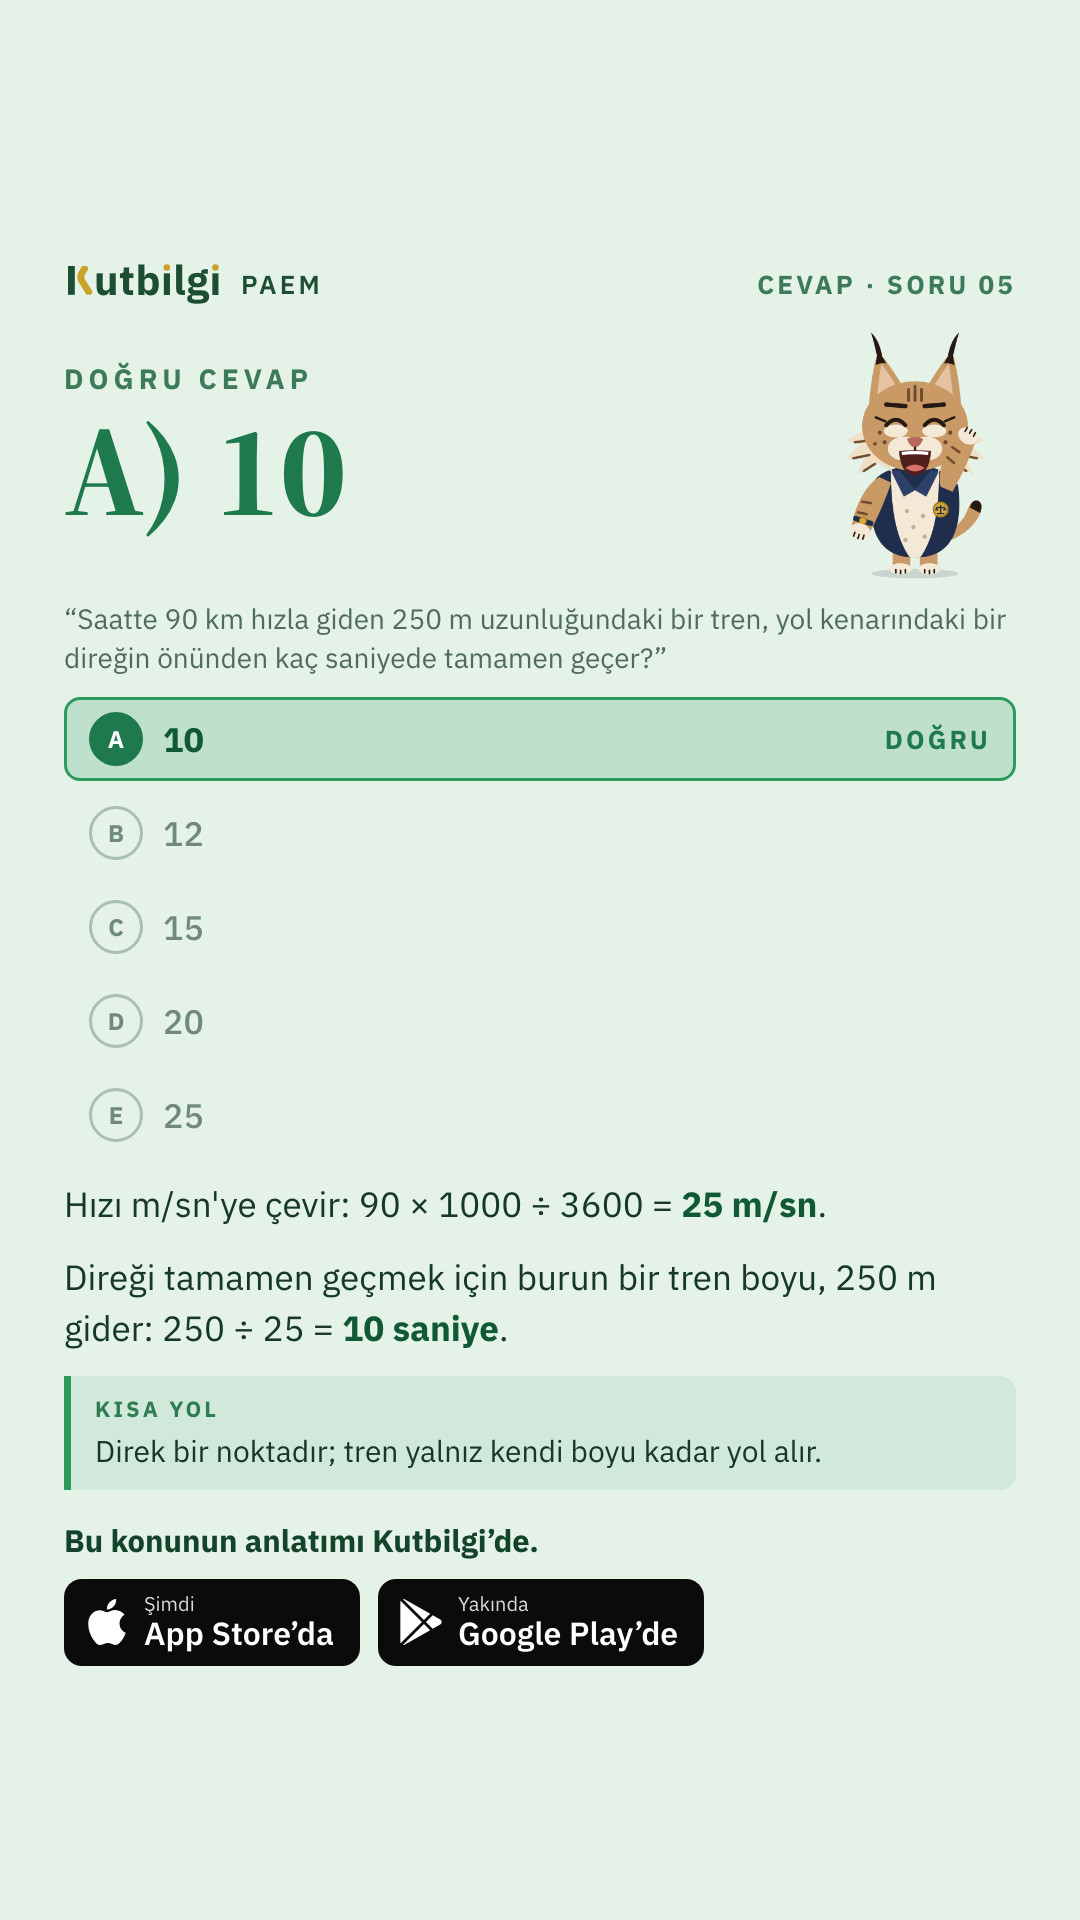 Kutbilgi PAEM
CEVAP · SORU 05
DOĞRU CEVAP
A) 10
“Saatte 90 km hızla giden 250 m uzunluğundaki bir tren, yol kenarındaki bir
direğin önünden kaç saniyede tamamen geçer?”
A 10 DOĞRU
B 12
C 15
D 20
E 25
Hızı m/sn'ye çevir: 90 × 1000 ÷ 3600 = 25 m/sn.
Direği tamamen geçmek için burun bir tren boyu, 250 m
gider: 250 ÷ 25 = 10 saniye.
KISA YOL
Direk bir noktadır; tren yalnız kendi boyu kadar yol alır.
Bu konunun anlatımı Kutbilgi’de.
Şimdi
App Store’da
Yakında
Google Play’de